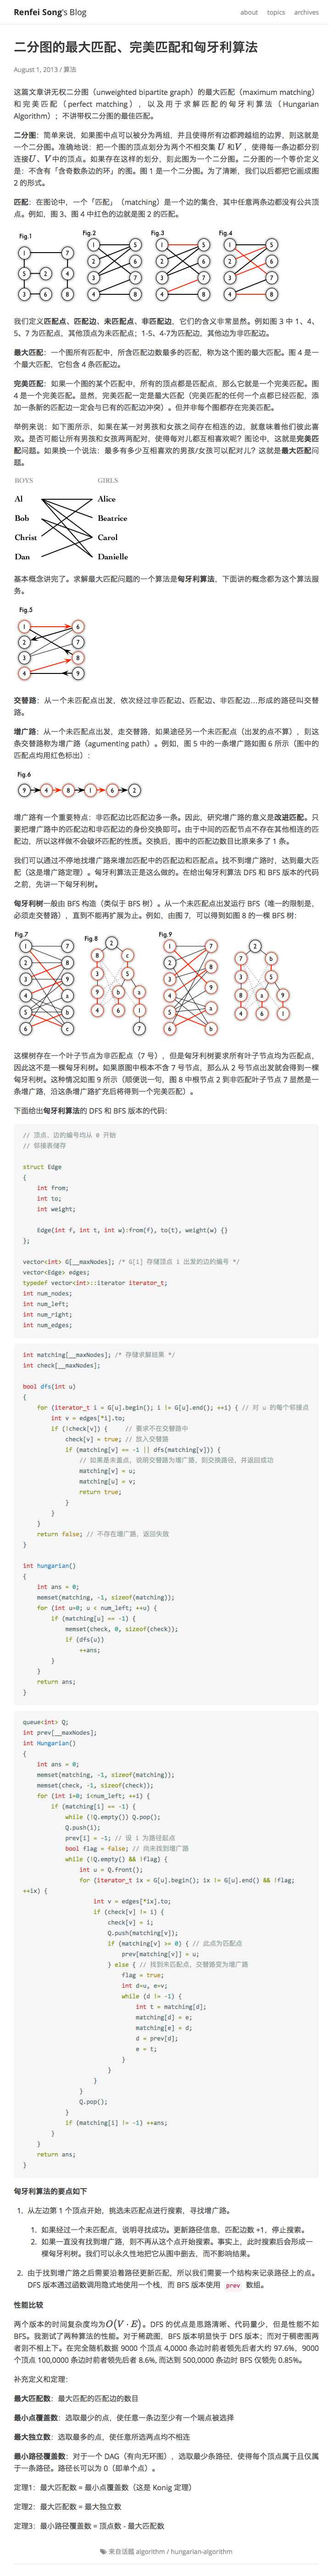 Renfei Song's Blog
about topics archives
二分图的最大匹配、完美匹配和匈牙利算法
August 1, 2013 / 算法
这篇文章讲无权二分图（unweighted bipartite graph）的最大匹配（maximum matching）
和完美匹配（perfect matching），以及用于求解匹配的匈牙利算法（Hungarian
Algorithm）；不讲带权二分图的最佳匹配。
二分图：简单来说，如果图中点可以被分为两组，并且使得所有边都跨越组的边界，则这就是
一个二分图。准确地说：把一个图的顶点划分为两个不相交集 U 和V ，使得每一条边都分别
连接U、V中的顶点。如果存在这样的划分，则此图为一个二分图。二分图的一个等价定义
是：不含有「含奇数条边的环」的图。图 1 是一个二分图。为了清晰，我们以后都把它画成图
2 的形式。
匹配：在图论中，一个「匹配」（matching）是一个边的集合，其中任意两条边都没有公共顶
点。例如，图 3、图 4 中红色的边就是图 2 的匹配。
Fig.1 Fig.2 Fig.3 Fig.4
我们定义匹配点、匹配边、未匹配点、非匹配边，它们的含义非常显然。例如图 3 中 1、4、
5、7 为匹配点，其他顶点为未匹配点；1-5、4-7为匹配边，其他边为非匹配边。
最大匹配：一个图所有匹配中，所含匹配边数最多的匹配，称为这个图的最大匹配。图 4 是一
个最大匹配，它包含 4 条匹配边。
完美匹配：如果一个图的某个匹配中，所有的顶点都是匹配点，那么它就是一个完美匹配。图
4 是一个完美匹配。显然，完美匹配一定是最大匹配（完美匹配的任何一个点都已经匹配，添
加一条新的匹配边一定会与已有的匹配边冲突）。但并非每个图都存在完美匹配。
举例来说：如下图所示，如果在某一对男孩和女孩之间存在相连的边，就意味着他们彼此喜
欢。是否可能让所有男孩和女孩两两配对，使得每对儿都互相喜欢呢？图论中，这就是完美匹
配问题。如果换一个说法：最多有多少互相喜欢的男孩/女孩可以配对儿？这就是最大匹配问
题。
BOYS GIRLS
Al Alice
Bob Beatrice
Christ Carol
Dan Danielle
基本概念讲完了。求解最大匹配问题的一个算法是匈牙利算法，下面讲的概念都为这个算法服
务。
Fig.5
交替路：从一个未匹配点出发，依次经过非匹配边、匹配边、非匹配边…形成的路径叫交替
路。
增广路：从一个未匹配点出发，走交替路，如果途径另一个未匹配点（出发的点不算），则这
条交替路称为增广路（agumenting path）。例如，图 5 中的一条增广路如图 6 所示（图中的
匹配点均用红色标出）：
Fig.6
9 4 8 1 6 2
增广路有一个重要特点：非匹配边比匹配边多一条。因此，研究增广路的意义是改进匹配。只
要把增广路中的匹配边和非匹配边的身份交换即可。由于中间的匹配节点不存在其他相连的匹
配边，所以这样做不会破坏匹配的性质。交换后，图中的匹配边数目比原来多了 1 条。
我们可以通过不停地找增广路来增加匹配中的匹配边和匹配点。找不到增广路时，达到最大匹
配（这是增广路定理）。匈牙利算法正是这么做的。在给出匈牙利算法 DFS 和 BFS 版本的代码
之前，先讲一下匈牙利树。
匈牙利树一般由 BFS 构造（类似于 BFS 树）。从一个未匹配点出发运行 BFS（唯一的限制是，
必须走交替路），直到不能再扩展为止。例如，由图 7，可以得到如图 8 的一棵 BFS 树：
Fig.7 Fig.8 Fig.9
这棵树存在一个叶子节点为非匹配点（7 号），但是匈牙利树要求所有叶子节点均为匹配点，
因此这不是一棵匈牙利树。如果原图中根本不含 7 号节点，那么从 2 号节点出发就会得到一棵
匈牙利树。这种情况如图 9 所示（顺便说一句，图 8 中根节点 2 到非匹配叶子节点 7 显然是一
条增广路，沿这条增广路扩充后将得到一个完美匹配）。
下面给出匈牙利算法的 DFS 和 BFS 版本的代码：
// 顶点、边的编号均从 0 开始
// 邻接表储存
struct Edge
{
int from;
int to;
int weight;
Edge(int f, int t, int w):from(f), to(t), weight(w) {}
};
vector<int> G[__maxNodes]; /* G[i] 存储顶点 i 出发的边的编号 */
vector<Edge> edges;
typedef vector<int>::iterator iterator_t;
int num_nodes;
int num_left;
int num_right;
int num_edges;
int matching[__maxNodes]; /* 存储求解结果 */
int check[__maxNodes];
bool dfs(int u)
{
for (iterator_t i = G[u].begin(); i != G[u].end(); ++i) { // 对 u 的每个邻接点
int v = edges[*i].to;
if (!check[v]) { // 要求不在交替路中
check[v] = true; // 放入交替路
if (matching[v] == -1 || dfs(matching[v])) {
// 如果是未盖点，说明交替路为增广路，则交换路径，并返回成功
matching[v] = u;
matching[u] = v;
return true;
}
}
}
return false; // 不存在增广路，返回失败
}
int hungarian()
{
int ans = 0;
memset(matching, -1, sizeof(matching));
for (int u=0; u < num_left; ++u) {
if (matching[u] == -1) {
memset(check, 0, sizeof(check));
if (dfs(u))
++ans;
}
}
return ans;
}
queue<int> Q;
int prev[__maxNodes];
int Hungarian()
{
int ans = 0;
memset(matching, -1, sizeof(matching));
memset(check, -1, sizeof(check));
for (int i=0; i<num_left; ++i) {
if (matching[i] == -1) {
while (!Q.empty()) Q.pop();
Q.push(i);
prev[i] = -1; // 设 i 为路径起点
bool flag = false; // 尚未找到增广路
while (!Q.empty() && !flag) {
int u = Q.front();
for (iterator_t ix = G[u].begin(); ix != G[u].end() && !flag;
++ix) {
int v = edges[*ix].to;
if (check[v] != i) {
check[v] = i;
Q.push(matching[v]);
if (matching[v] >= 0) { // 此点为匹配点
prev[matching[v]] = u;
} else { // 找到未匹配点，交替路变为增广路
flag = true;
int d=u, e=v;
while (d != -1) {
int t = matching[d];
matching[d] = e;
matching[e] = d;
d = prev[d];
e = t;
}
}
}
}
Q.pop();
}
if (matching[i] != -1) ++ans;
}
}
return ans;
}
匈牙利算法的要点如下
1. 从左边第 1 个顶点开始，挑选未匹配点进行搜索，寻找增广路。
1. 如果经过一个未匹配点，说明寻找成功。更新路径信息，匹配边数 +1，停止搜索。
2. 如果一直没有找到增广路，则不再从这个点开始搜索。事实上，此时搜索后会形成一
棵匈牙利树。我们可以永久性地把它从图中删去，而不影响结果。
2. 由于找到增广路之后需要沿着路径更新匹配，所以我们需要一个结构来记录路径上的点。
DFS 版本通过函数调用隐式地使用一个栈，而 BFS 版本使用 prev 数组。
性能比较
两个版本的时间复杂度均为O(V · E)。DFS 的优点是思路清晰、代码量少，但是性能不如
BFS。我测试了两种算法的性能。对于稀疏图，BFS 版本明显快于 DFS 版本；而对于稠密图两
者则不相上下。在完全随机数据 9000 个顶点 4,0000 条边时前者领先后者大约 97.6%，9000
个顶点 100,0000 条边时前者领先后者 8.6%, 而达到 500,0000 条边时 BFS 仅领先 0.85%。
补充定义和定理：
最大匹配数：最大匹配的匹配边的数目
最小点覆盖数：选取最少的点，使任意一条边至少有一个端点被选择
最大独立数：选取最多的点，使任意所选两点均不相连
最小路径覆盖数：对于一个 DAG（有向无环图），选取最少条路径，使得每个顶点属于且仅属
于一条路径。路径长可以为 0（即单个点）。
定理1：最大匹配数 = 最小点覆盖数（这是 Konig 定理）
定理2：最大匹配数 = 最大独立数
定理3：最小路径覆盖数 = 顶点数 - 最大匹配数
来自话题 algorithm / hungarian-algorithm